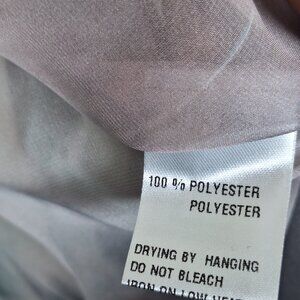 100 % POLYESTER
POLYESTER
DRYING BY HANGING
DO NOT BLEACH
IRON ON LOW